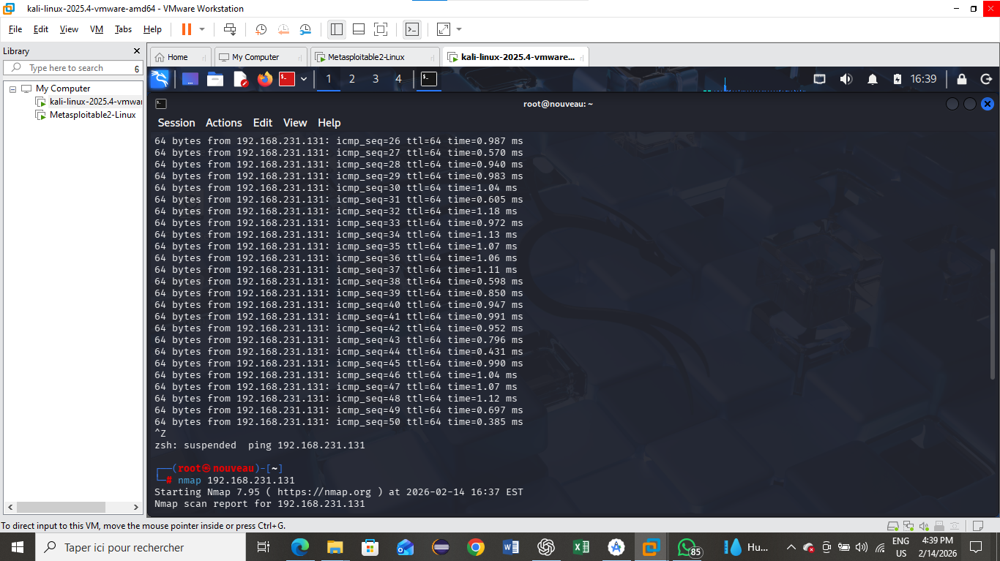 kali-linux-2025.4-vmware-amd64 - VMware Workstation
File Edit View VM Tabs Help
Library
Type here to search 6
My Computer
kali-linux-2025.4-vmwar
Metasploitable2-Linux
Home
My Computer
Metasploitable2-Linux
kali-linux-2025.4-vmware...
1 2 3 4
16:39
root@nouveau: ~
Session Actions Edit View Help
64 bytes from 192.168.231.131: icmp_seq=26 ttl=64 time=0.987 ms
64 bytes from 192.168.231.131: icmp_seq=27 ttl=64 time=0.570 ms
64 bytes from 192.168.231.131: icmp_seq=28 ttl=64 time=0.940 ms
64 bytes from 192.168.231.131: icmp_seq=29 ttl=64 time=0.983 ms
64 bytes from 192.168.231.131: icmp_seq=30 ttl=64 time=1.04 ms
64 bytes from 192.168.231.131: icmp_seq=31 ttl=64 time=0.605 ms
64 bytes from 192.168.231.131: icmp_seq=32 ttl=64 time=1.18 ms
64 bytes from 192.168.231.131: icmp_seq=33 ttl=64 time=0.972 ms
64 bytes from 192.168.231.131: icmp_seq=34 ttl=64 time=1.13 ms
64 bytes from 192.168.231.131: icmp_seq=35 ttl=64 time=1.07 ms
64 bytes from 192.168.231.131: icmp_seq=36 ttl=64 time=1.06 ms
64 bytes from 192.168.231.131: icmp_seq=37 ttl=64 time=1.11 ms
64 bytes from 192.168.231.131: icmp_seq=38 ttl=64 time=0.598 ms
64 bytes from 192.168.231.131: icmp_seq=39 ttl=64 time=0.850 ms
64 bytes from 192.168.231.131: icmp_seq=40 ttl=64 time=0.947 ms
64 bytes from 192.168.231.131: icmp_seq=41 ttl=64 time=0.991 ms
64 bytes from 192.168.231.131: icmp_seq=42 ttl=64 time=0.952 ms
64 bytes from 192.168.231.131: icmp_seq=43 ttl=64 time=0.796 ms
64 bytes from 192.168.231.131: icmp_seq=44 ttl=64 time=0.431 ms
64 bytes from 192.168.231.131: icmp_seq=45 ttl=64 time=0.990 ms
64 bytes from 192.168.231.131: icmp_seq=46 ttl=64 time=1.04 ms
64 bytes from 192.168.231.131: icmp_seq=47 ttl=64 time=1.07 ms
64 bytes from 192.168.231.131: icmp_seq=48 ttl=64 time=1.12 ms
64 bytes from 192.168.231.131: icmp_seq=49 ttl=64 time=0.697 ms
64 bytes from 192.168.231.131: icmp_seq=50 ttl=64 time=0.385 ms
^Z
zsh: suspended  ping 192.168.231.131
┌──(root㉿nouveau)-[~]
└─# nmap 192.168.231.131
Starting Nmap 7.95 ( https://nmap.org ) at 2026-02-14 16:37 EST
Nmap scan report for 192.168.231.131
To direct input to this VM, move the mouse pointer inside or press Ctrl+G.
Taper ici pour rechercher
85
Hu...
ENG
US
4:39 PM
2/14/2026